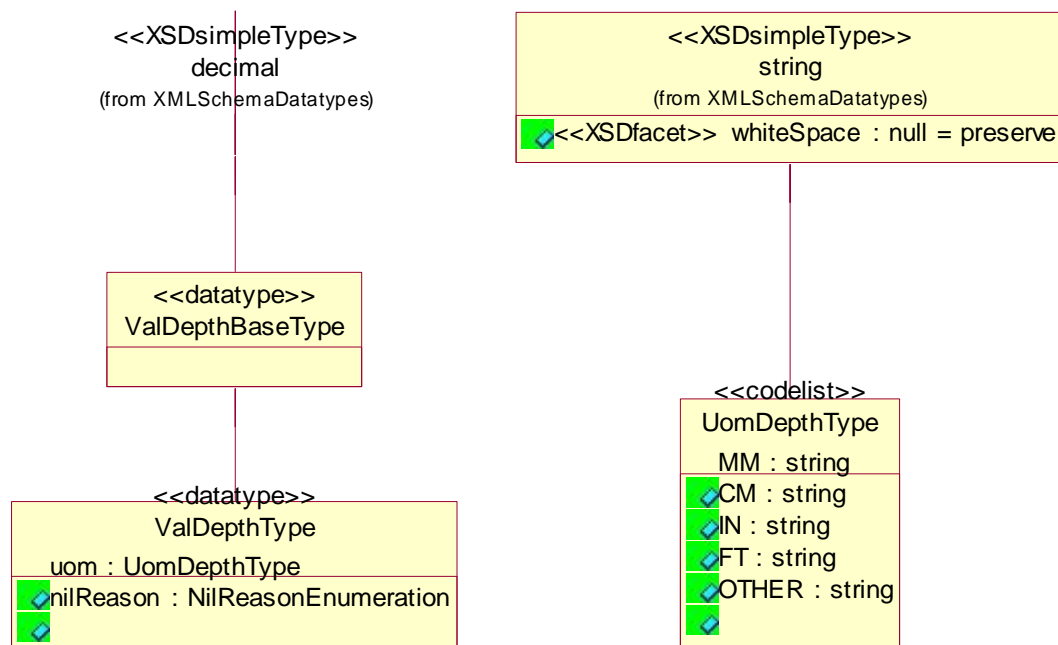 <<XSDsimpleType>>
decimal
(from XMLSchemaDatatypes)
<<XSDsimpleType>>
string
(from XMLSchemaDatatypes)
<<XSDfacet>> whiteSpace : null = preserve
<<datatype>>
ValDepthBaseType
<<datatype>>
ValDepthType
uom : UomDepthType
nilReason : NilReasonEnumeration
<<codelist>>
UomDepthType
MM : string
CM : string
IN : string
FT : string
OTHER : string